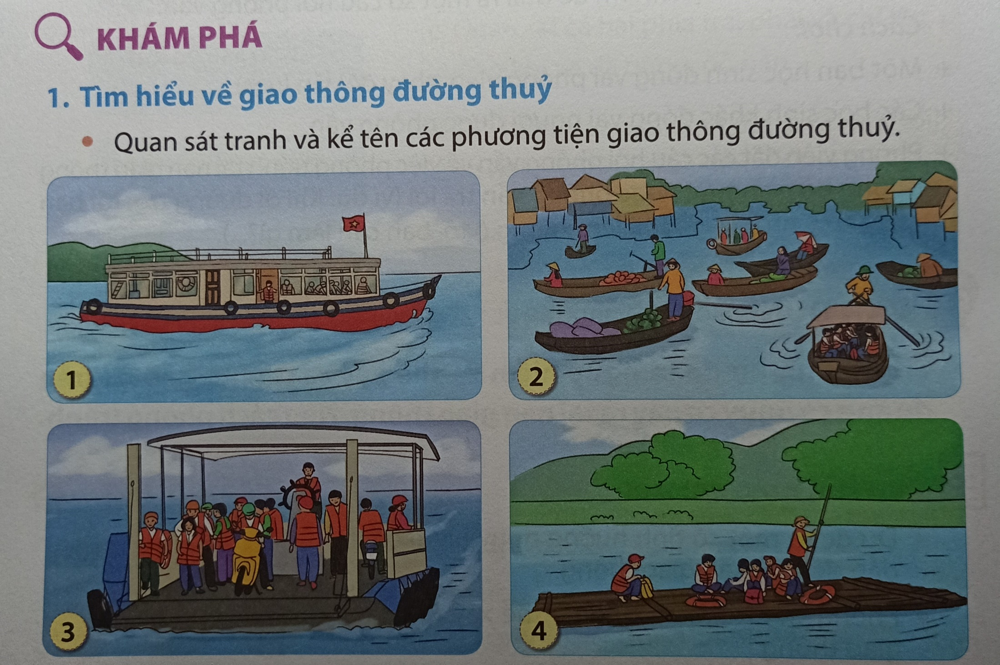 KHÁM PHÁ
1. Tìm hiểu về giao thông đường thuỷ
• Quan sát tranh và kể tên các phương tiện giao thông đường thuỷ.
1
2
3
4